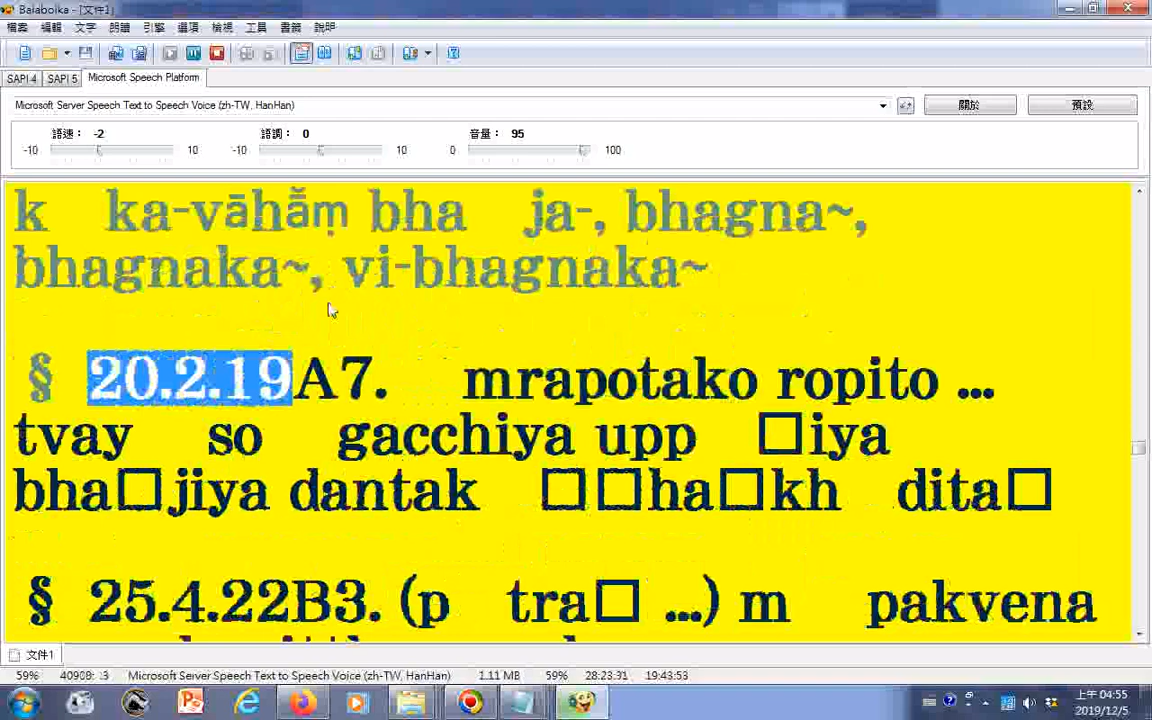 Balabolka - [文件1]
檔案 編輯 文字 朗讀 引擎 選項 檢視 工具 書籤 說明
SAPI 4 SAPI 5 Microsoft Speech Platform
Microsoft Server Speech Text to Speech Voice (zh-TW, HanHan) 關於 預設
語速： -2 語調： 0 音量： 95
-10 10 -10 10 0 100
k ka-vāhā̆ṃ bha ja-, bhagna~,
bhagnaka~, vi-bhagnaka~
§ 20.2.19A7. mrapotako ropito ...
tvay so gacchiya upp □iya
bha□jiya dantak □□ha□kh dita□
§ 25.4.22B3. (p tra□ ...) m pakvena
文件1
59% Microsoft Server Speech Text to Speech Voice (zh-TW, HanHan) 1.11 MB 59% 28:23:31 19:43:53
上午 04:55
2019/12/5